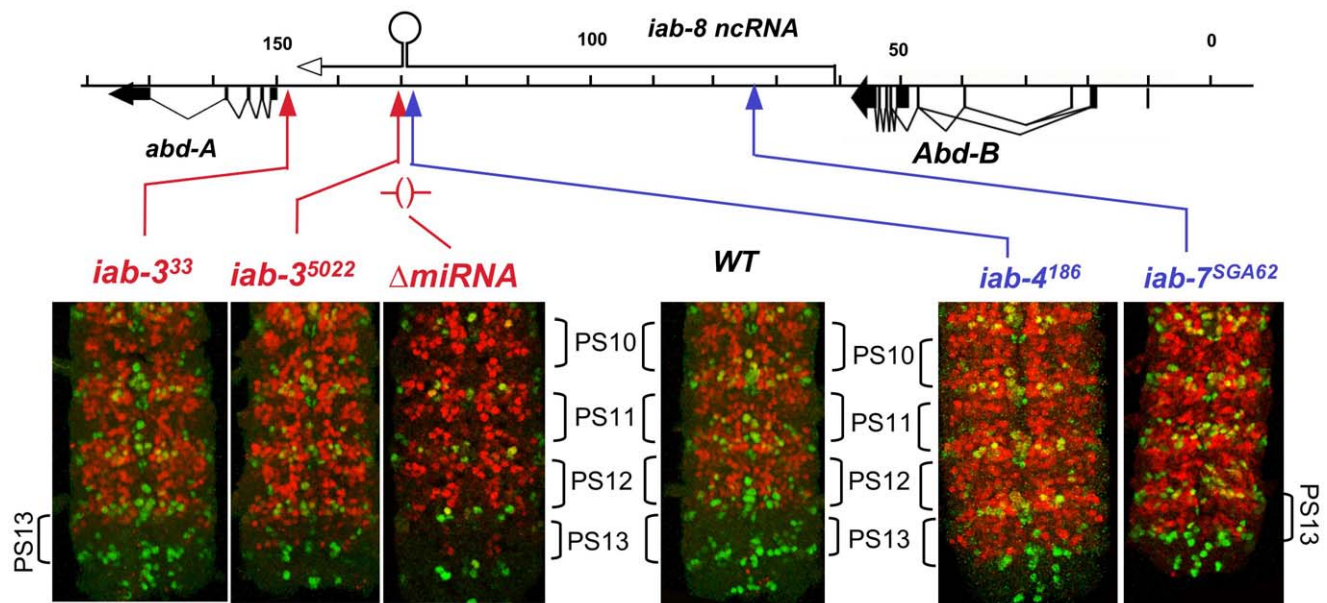 iab-8 ncRNA
150
100
50
0
abd-A
Abd-B
iab-3³³
iab-3⁵⁰²²
ΔmiRNA
WT
iab-4¹⁸⁶
iab-7ˢᴳᴬ⁶²
PS10
PS10
PS11
PS11
PS12
PS12
PS13
PS13
PS13
PS13